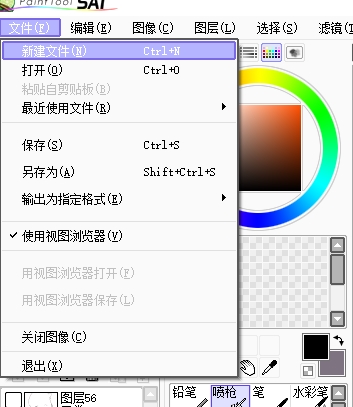 PaintTool SAI
文件(F) 编辑(E) 图像(C) 图层(L) 选择(S) 滤镜(T
新建文件(N) Ctrl+N
打开(O) Ctrl+O
粘贴自剪贴板(B)
最近使用文件(R)
保存(S) Ctrl+S
另存为(A) Shift+Ctrl+S
输出为指定格式(E)
使用视图浏览器(V)
用视图浏览器打开(F)
用视图浏览器保存(L)
关闭图像(C)
退出(X)
图层56
铅笔 喷枪 笔 水彩笔